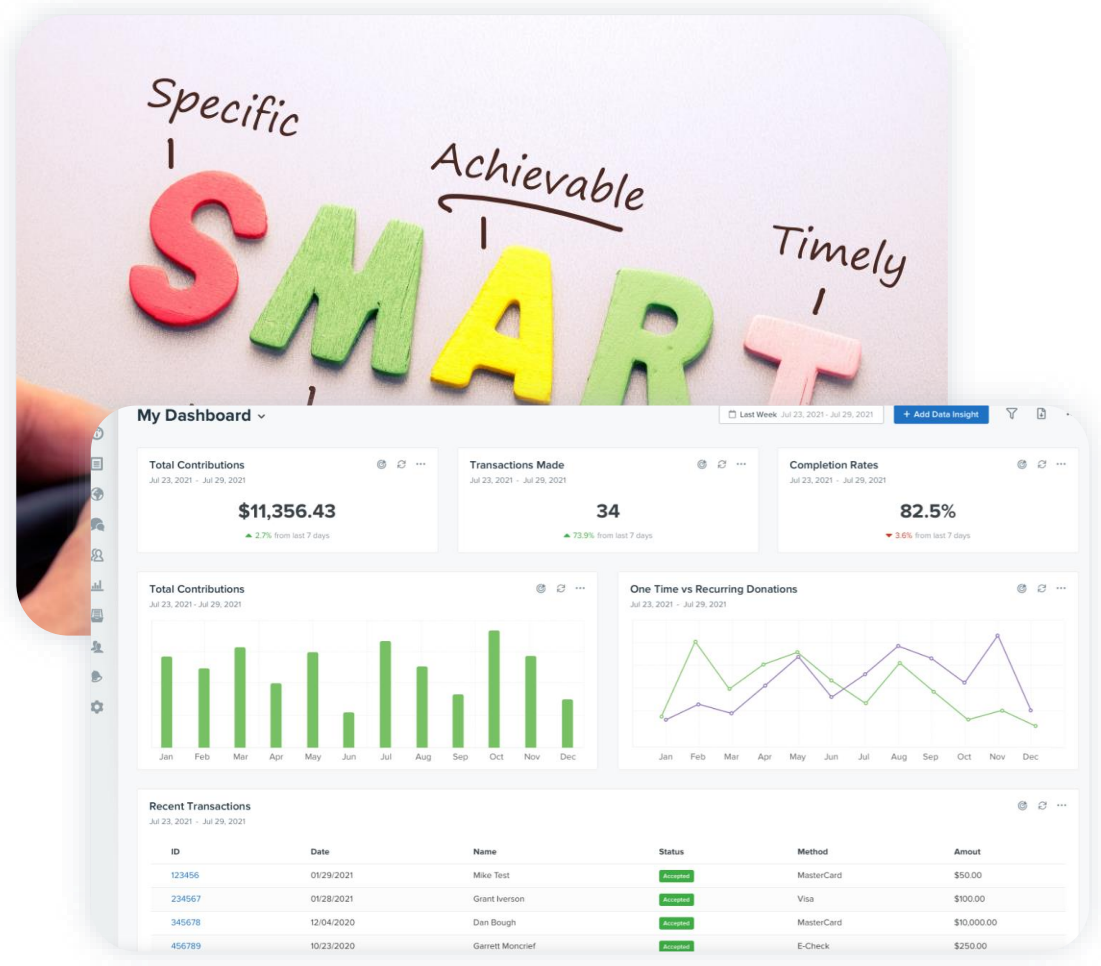 Specific
Achievable
Timely
SMART
My Dashboard
Last Week Jul 23, 2021 - Jul 29, 2021
+ Add Data Insight
Total Contributions
Jul 23, 2021 - Jul 29, 2021
$11,356.43
2.7% from last 7 days
Transactions Made
Jul 23, 2021 - Jul 29, 2021
34
73.9% from last 7 days
Completion Rates
Jul 23, 2021 - Jul 29, 2021
82.5%
3.6% from last 7 days
Total Contributions
Jul 23, 2021 - Jul 29, 2021
Jan Feb Mar Apr May Jun Jul Aug Sep Oct Nov Dec
One Time vs Recurring Donations
Jul 23, 2021 - Jul 29, 2021
Jan Feb Mar Apr May Jun Jul Aug Sep Oct Nov Dec
Recent Transactions
Jul 23, 2021 - Jul 29, 2021
ID Date Name Status Method Amout
123456 01/29/2021 Mike Test Accepted MasterCard $50.00
234567 01/28/2021 Grant Iverson Accepted Visa $100.00
345678 12/04/2020 Dan Bough Accepted MasterCard $10,000.00
456789 10/23/2020 Garrett Moncrief Accepted E-Check $250.00